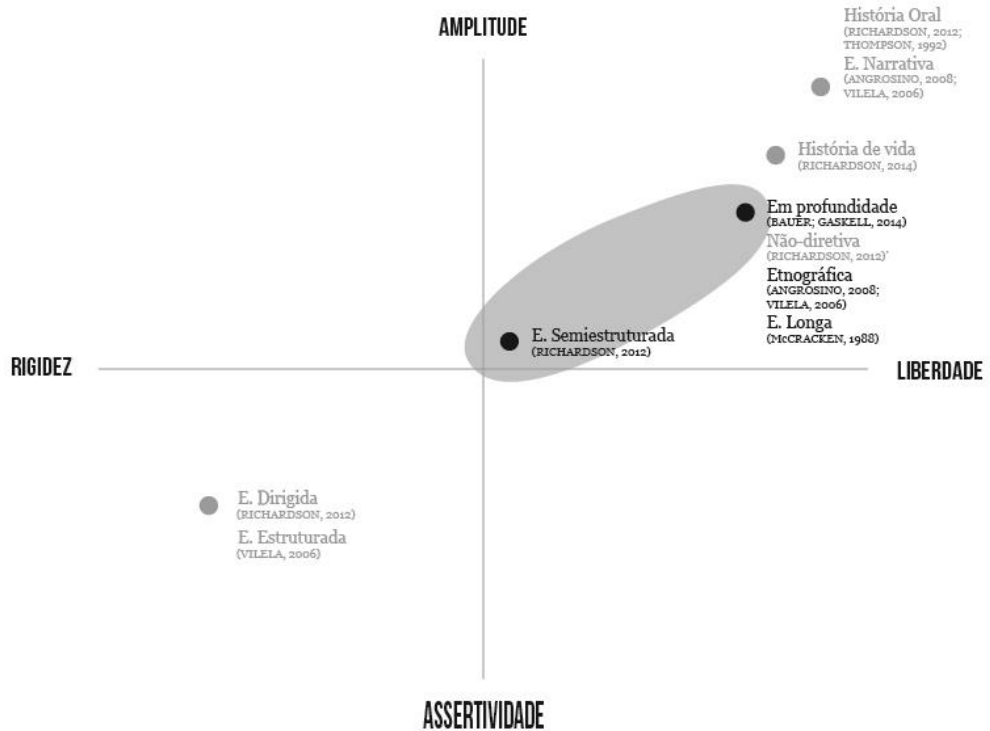 AMPLITUDE
História Oral
(RICHARDSON, 2012;
THOMPSON, 1992)
E. Narrativa
(ANGROSINO, 2008;
VILELA, 2006)
História de vida
(RICHARDSON, 2014)
Em profundidade
(BAUER; GASKELL, 2014)
Não-diretiva
(RICHARDSON, 2012)*
Etnográfica
(ANGROSINO, 2008;
VILELA, 2006)
E. Longa
(McCRACKEN, 1988)
E. Semiestruturada
(RICHARDSON, 2012)
RIGIDEZ
LIBERDADE
E. Dirigida
(RICHARDSON, 2012)
E. Estruturada
(VILELA, 2006)
ASSERTIVIDADE